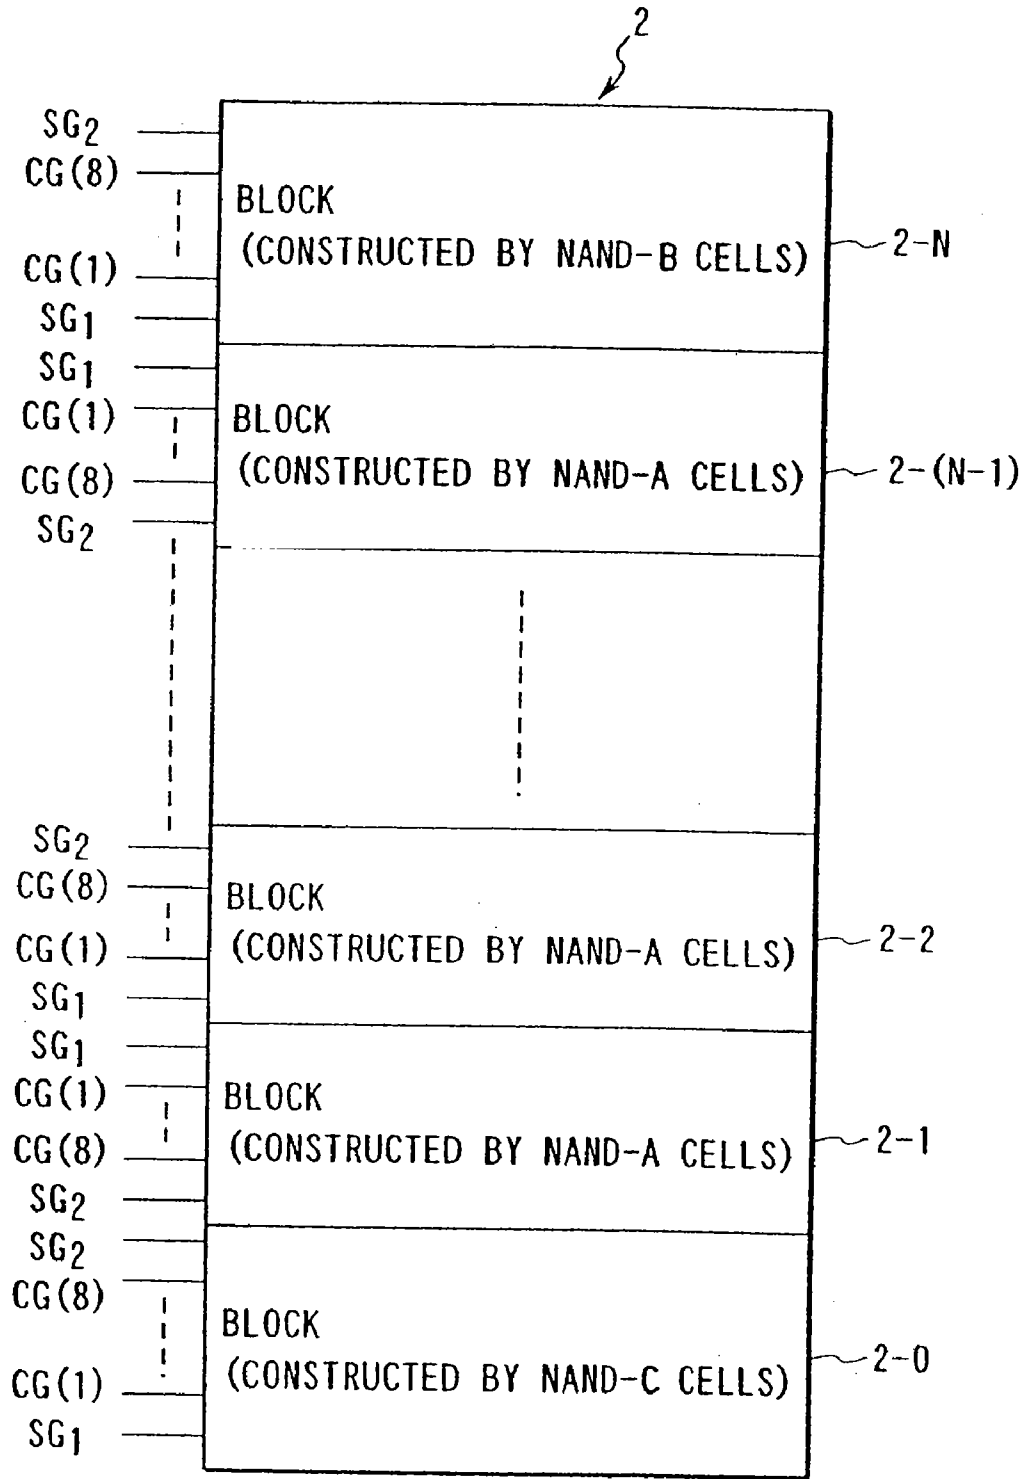 2
SG2
CG(8)
BLOCK
(CONSTRUCTED BY NAND-B CELLS)
2-N
CG(1)
SG1
SG1
CG(1)
BLOCK
(CONSTRUCTED BY NAND-A CELLS)
2-(N-1)
CG(8)
SG2
SG2
CG(8)
BLOCK
(CONSTRUCTED BY NAND-A CELLS)
2-2
CG(1)
SG1
SG1
CG(1)
BLOCK
(CONSTRUCTED BY NAND-A CELLS)
2-1
CG(8)
SG2
SG2
CG(8)
BLOCK
(CONSTRUCTED BY NAND-C CELLS)
2-0
CG(1)
SG1